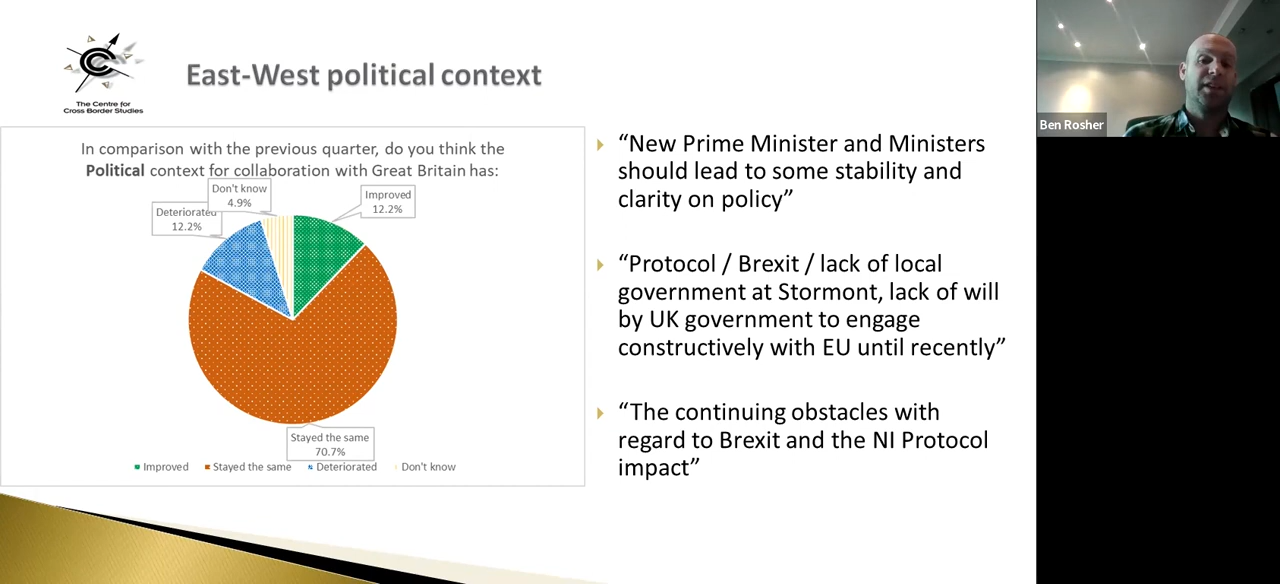 The Centre for
Cross Border Studies
East-West political context
In comparison with the previous quarter, do you think the
Political context for collaboration with Great Britain has:
Don't know
4.9%
Improved
12.2%
Deteriorated
12.2%
Stayed the same
70.7%
Improved
Stayed the same
Deteriorated
Don't know
“New Prime Minister and Ministers
should lead to some stability and
clarity on policy”
“Protocol / Brexit / lack of local
government at Stormont, lack of will
by UK government to engage
constructively with EU until recently”
“The continuing obstacles with
regard to Brexit and the NI Protocol
impact”
Ben Rosher